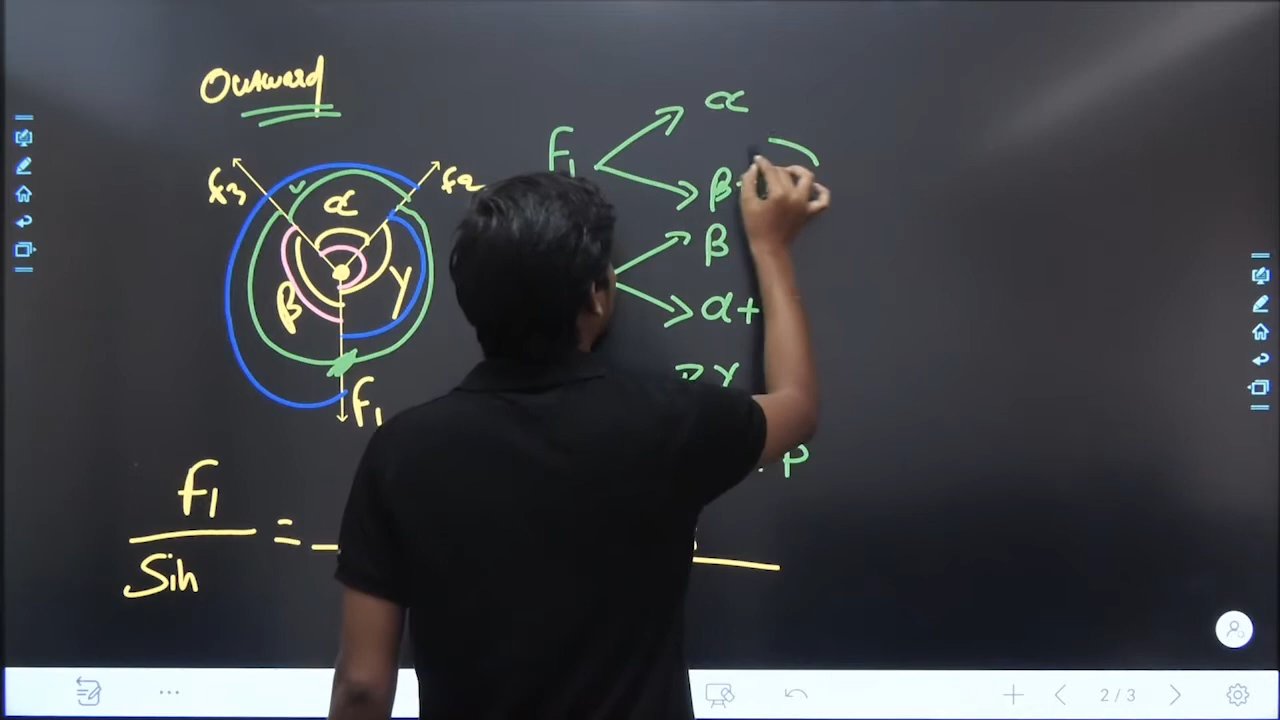 Outward
F1 α
f3 α f2
β+
β
β γ
α+
γ
F1
β
F1
=
Sin
2/3